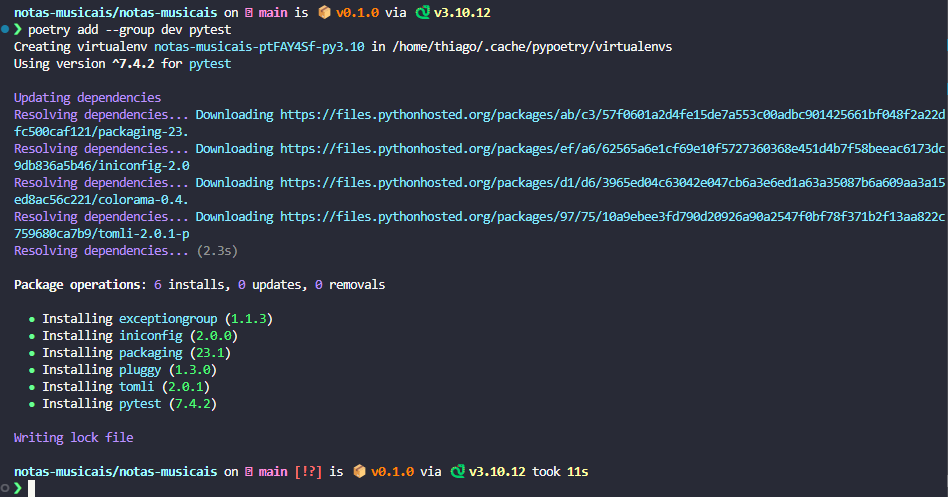 notas-musicais/notas-musicais on main is 📦 v0.1.0 via v3.10.12
❯ poetry add --group dev pytest
Creating virtualenv notas-musicais-ptFAY4Sf-py3.10 in /home/thiago/.cache/pypoetry/virtualenvs
Using version ^7.4.2 for pytest
Updating dependencies
Resolving dependencies... Downloading https://files.pythonhosted.org/packages/ab/c3/57f0601a2d4fe15de7a553c00adbc901425661bf048f2a22d
fc500caf121/packaging-23.
Resolving dependencies... Downloading https://files.pythonhosted.org/packages/ef/a6/62565a6e1cf69e10f5727360368e451d4b7f58beeac6173dc
9db836a5b46/iniconfig-2.0
Resolving dependencies... Downloading https://files.pythonhosted.org/packages/d1/d6/3965ed04c63042e047cb6a3e6ed1a63a35087b6a609aa3a15
ed8ac56c221/colorama-0.4.
Resolving dependencies... Downloading https://files.pythonhosted.org/packages/97/75/10a9ebee3fd790d20926a90a2547f0bf78f371b2f13aa822c
759680ca7b9/tomli-2.0.1-p
Resolving dependencies... (2.3s)
Package operations: 6 installs, 0 updates, 0 removals
• Installing exceptiongroup (1.1.3)
• Installing iniconfig (2.0.0)
• Installing packaging (23.1)
• Installing pluggy (1.3.0)
• Installing tomli (2.0.1)
• Installing pytest (7.4.2)
Writing lock file
notas-musicais/notas-musicais on main [!?] is 📦 v0.1.0 via v3.10.12 took 11s
❯